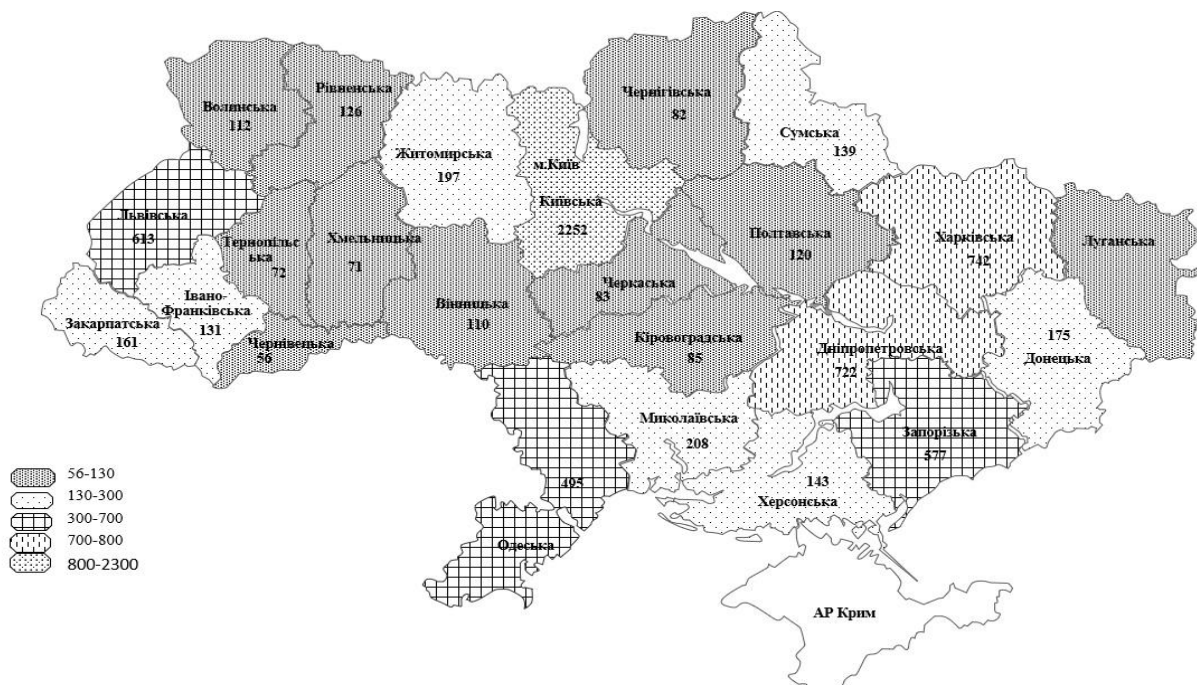 Волинська
112
Рівненська
126
Житомирська
197
м.Київ
Київська
2252
Чернігівська
82
Сумська
139
Львівська
613
Тернопільс
ька
72
Хмельницька
71
Вінницька
110
Черкаська
83
Полтавська
120
Харківська
742
Луганська
Закарпатська
161
Івано-
Франківська
131
Чернівецька
56
Кіровоградська
85
Дніпропетровська
722
175
Донецька
Миколаївська
208
Запорізька
577
143
Херсонська
495
Одеська
АР Крим
56-130
130-300
300-700
700-800
800-2300